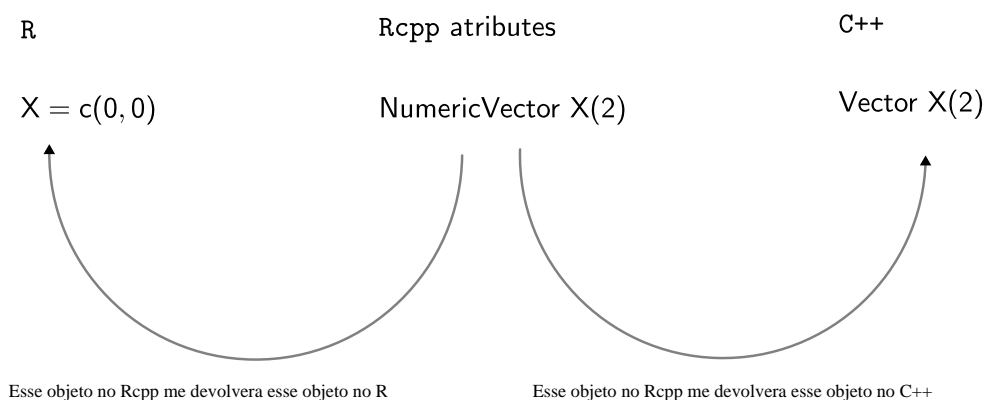 R
Rcpp atributes
C++
X = c(0, 0)
NumericVector X(2)
Vector X(2)
Esse objeto no Rcpp me devolvera esse objeto no R
Esse objeto no Rcpp me devolvera esse objeto no C++